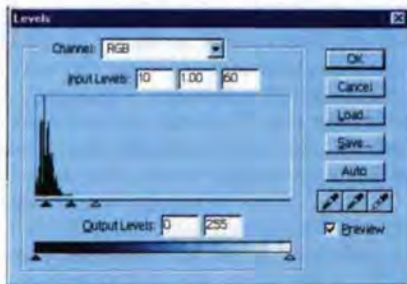 Levels
Channel: RGB
Input Levels: 10 1.00 60
OK
Cancel
Load...
Save...
Auto
Output Levels: 0 255
Preview